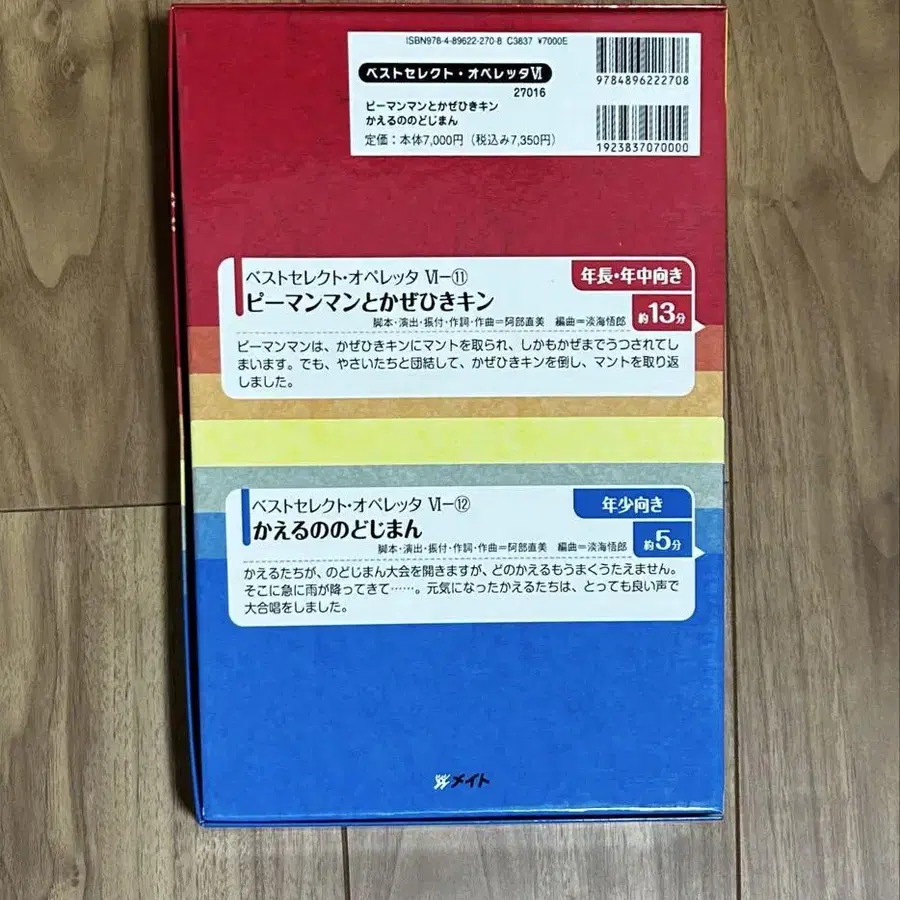 ISBN978-4-89622-270-8 C3837 ¥7000E
ベストセレクト・オペレッタⅥ
27016
ピーマンマンとかぜひきキン
かえるののどじまん
定価：本体7,000円（税込み7,350円）
9784896222708
1923837070000
ベストセレクト・オペレッタ Ⅵ−⑪
年長・年中向き
ピーマンマンとかぜひきキン
約13分
脚本・演出・振付・作詞・作曲＝阿部直美 編曲＝淡海悟郎
ピーマンマンは、かぜひきキンにマントを取られ、しかもかぜまでうつされてし
まいます。でも、やさいたちと団結して、かぜひきキンを倒し、マントを取り返
しました。
ベストセレクト・オペレッタ Ⅵ−⑫
年少向き
かえるののどじまん
約5分
脚本・演出・振付・作詞・作曲＝阿部直美 編曲＝淡海悟郎
かえるたちが、のどじまん大会を開きますが、どのかえるもうまくうたえません。
そこに急に雨が降ってきて……。元気になったかえるたちは、とっても良い声で
大合唱をしました。
メイト